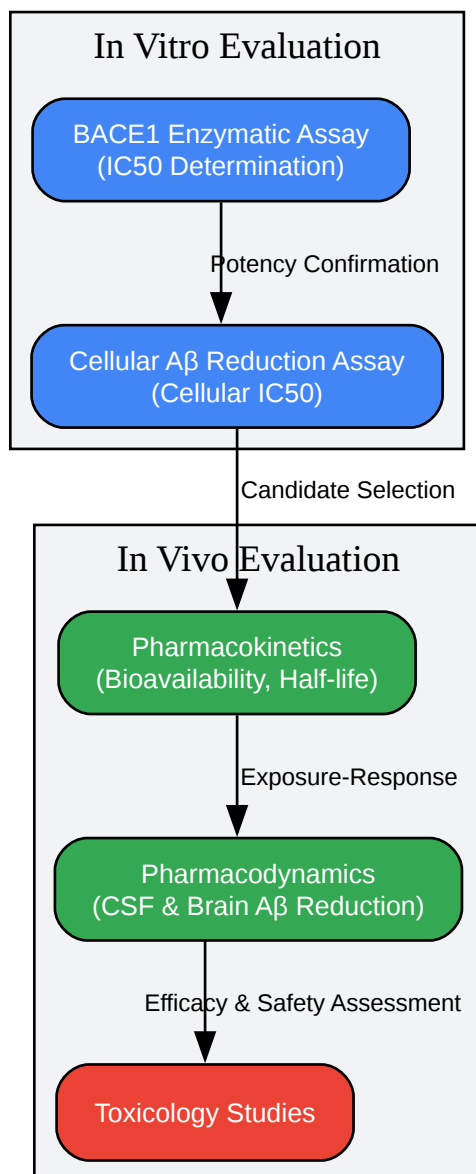 In Vitro Evaluation
BACE1 Enzymatic Assay
(IC50 Determination)
Potency Confirmation
Cellular Aβ Reduction Assay
(Cellular IC50)
Candidate Selection
In Vivo Evaluation
Pharmacokinetics
(Bioavailability, Half-life)
Exposure-Response
Pharmacodynamics
(CSF & Brain Aβ Reduction)
Efficacy & Safety Assessment
Toxicology Studies